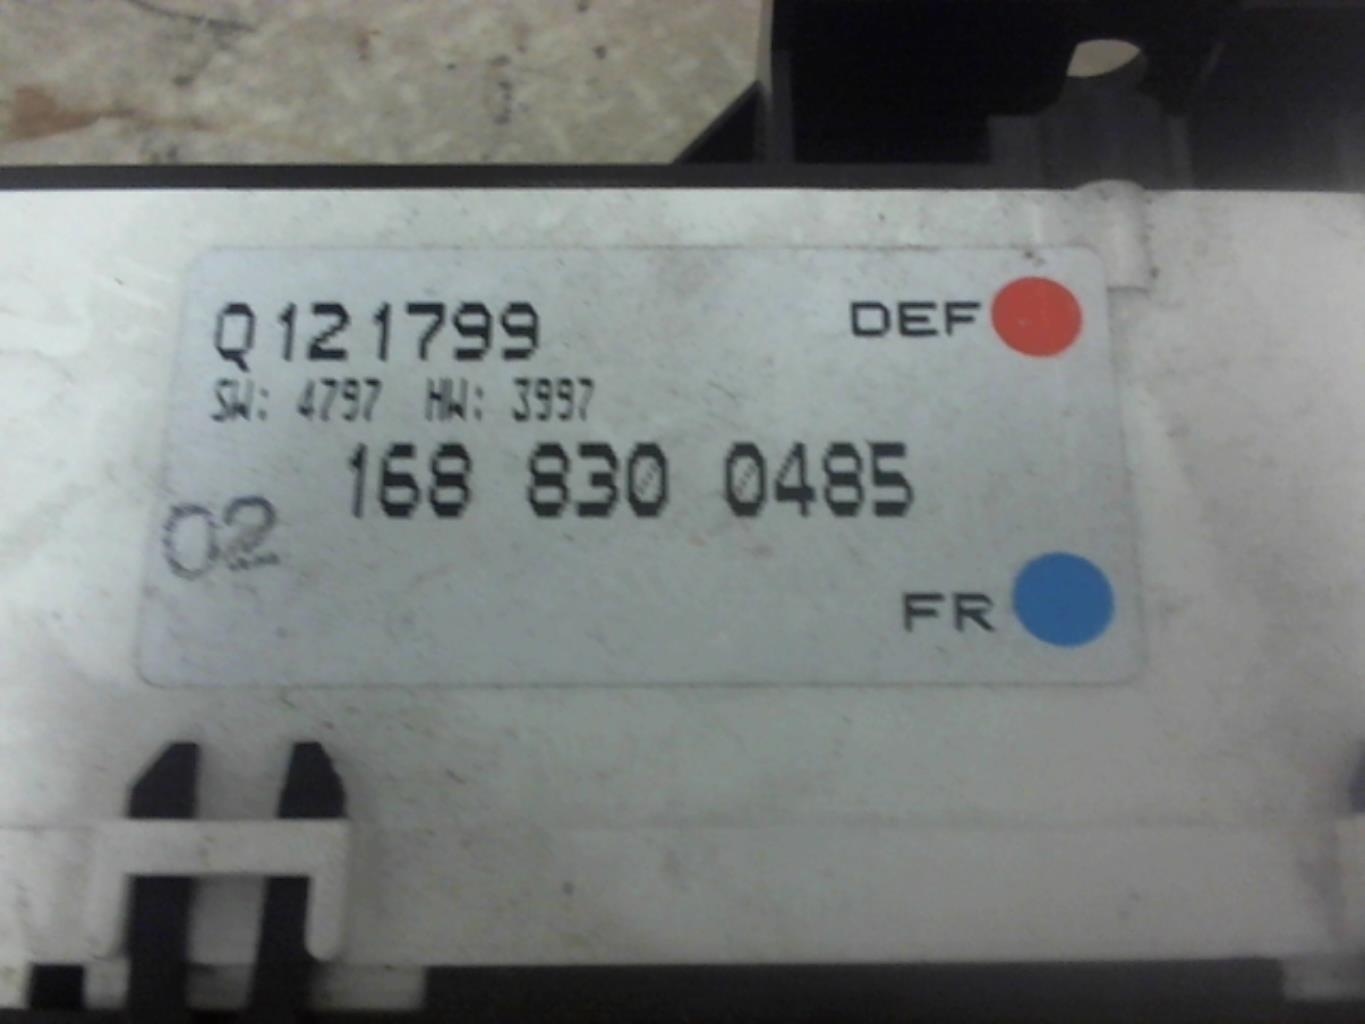 Q121799
DEF
SW: 4797 HW: 3997
168 830 0485
02
FR